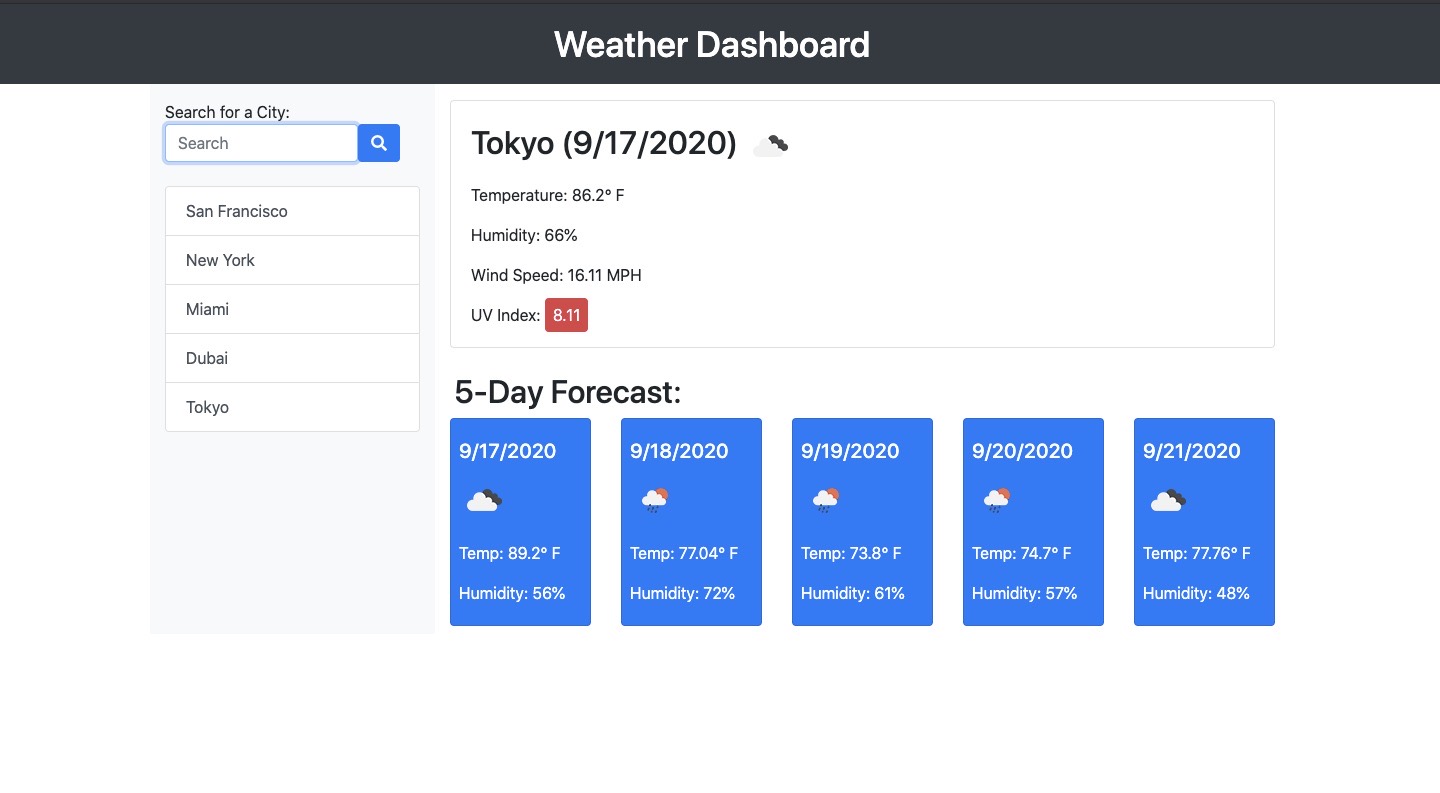 Weather Dashboard
Search for a City:
Search
San Francisco
New York
Miami
Dubai
Tokyo
Tokyo (9/17/2020)
Temperature: 86.2° F
Humidity: 66%
Wind Speed: 16.11 MPH
UV Index: 8.11
5-Day Forecast:
9/17/2020
Temp: 89.2° F
Humidity: 56%
9/18/2020
Temp: 77.04° F
Humidity: 72%
9/19/2020
Temp: 73.8° F
Humidity: 61%
9/20/2020
Temp: 74.7° F
Humidity: 57%
9/21/2020
Temp: 77.76° F
Humidity: 48%